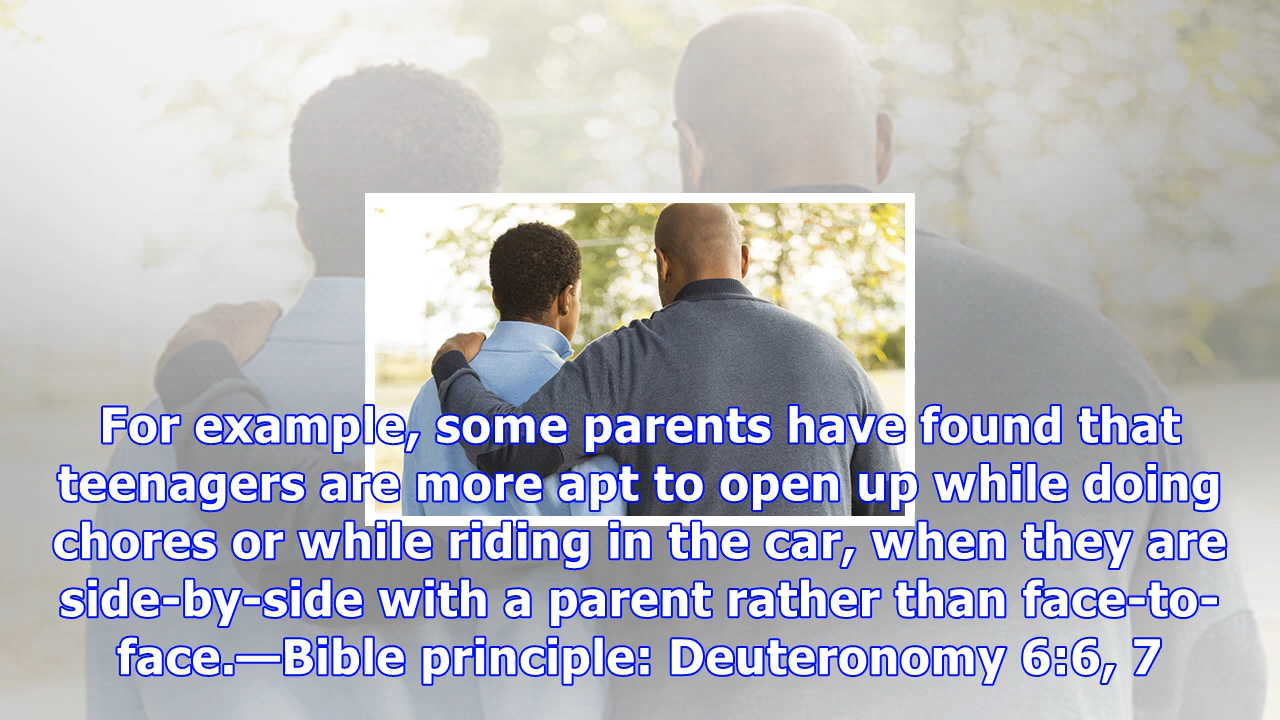 For example, some parents have found that
teenagers are more apt to open up while doing
chores or while riding in the car, when they are
side-by-side with a parent rather than face-to-
face.—Bible principle: Deuteronomy 6:6, 7